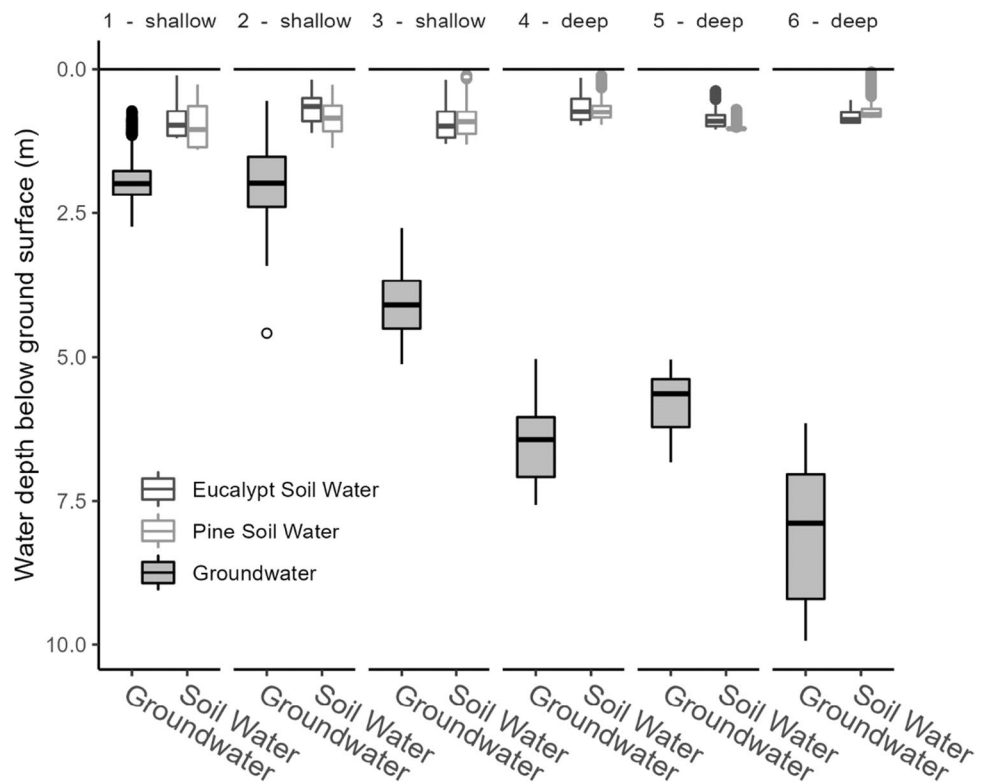 1 - shallow 2 - shallow 3 - shallow 4 - deep 5 - deep 6 - deep
Water depth below ground surface (m)
0.0
2.5
5.0
7.5
10.0
Eucalypt Soil Water
Pine Soil Water
Groundwater
Groundwater
Soil Water
Groundwater
Soil Water
Groundwater
Soil Water
Groundwater
Soil Water
Groundwater
Soil Water
Groundwater
Soil Water